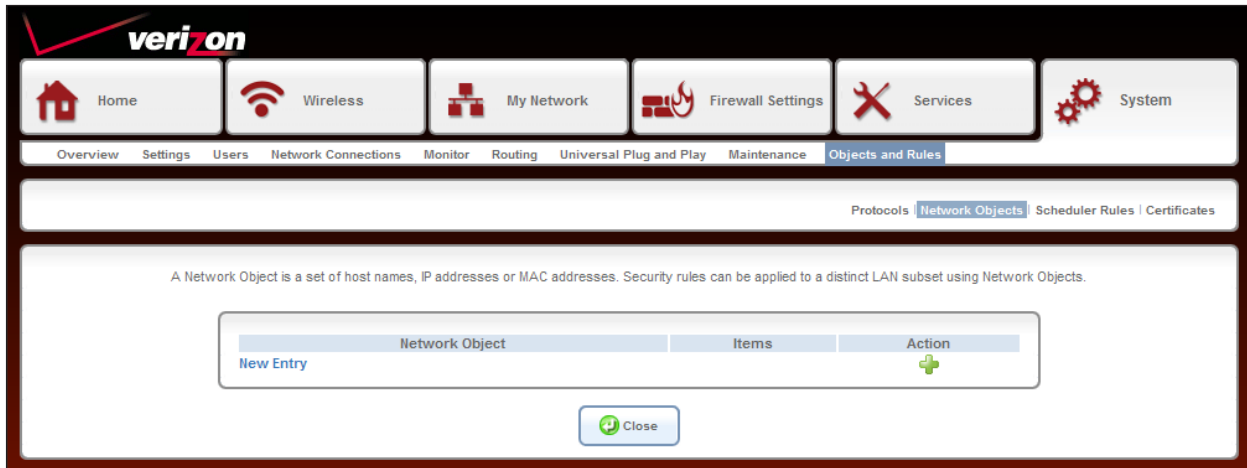 verizon
Home Wireless My Network Firewall Settings Services System
Overview Settings Users Network Connections Monitor Routing Universal Plug and Play Maintenance Objects and Rules
Protocols | Network Objects | Scheduler Rules | Certificates
A Network Object is a set of host names, IP addresses or MAC addresses. Security rules can be applied to a distinct LAN subset using Network Objects.
Network Object Items Action
New Entry
Close